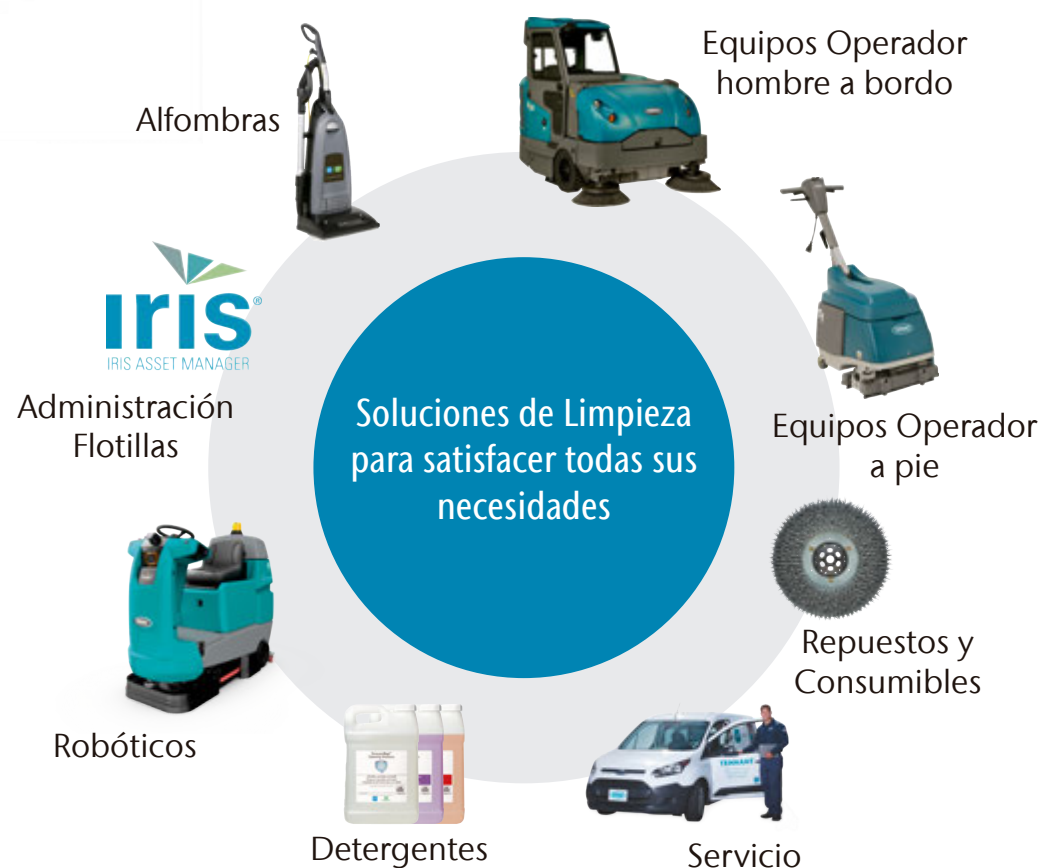 Equipos Operador
hombre a bordo
Alfombras
Iris®
IRIS ASSET MANAGER
Administración
Flotillas
Soluciones de Limpieza
para satisfacer todas sus
necesidades
Equipos Operador
a pie
Repuestos y
Consumibles
Robóticos
TENNANT
Detergentes
Servicio